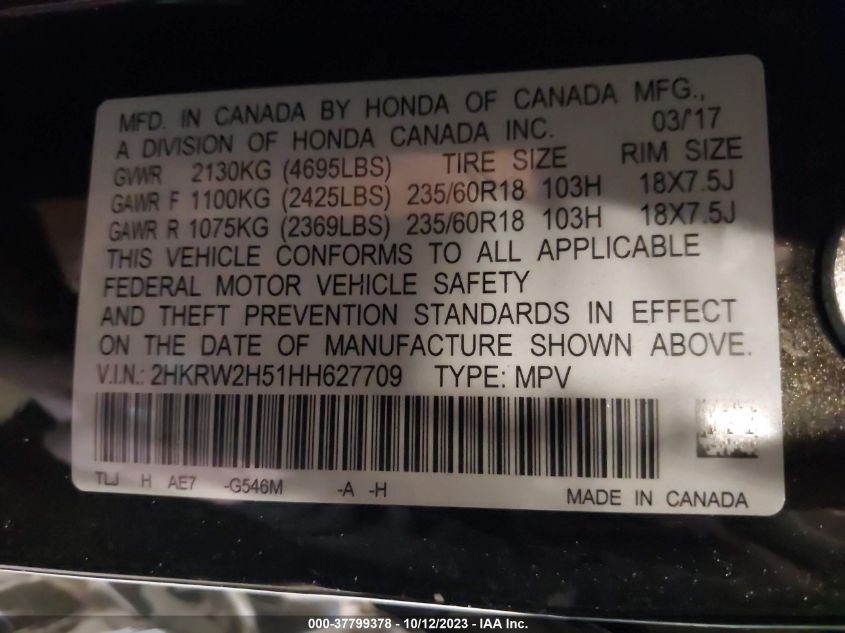 MFD. IN CANADA BY HONDA OF CANADA MFG.,
A DIVISION OF HONDA CANADA INC. 03/17
GVWR 2130KG (4695LBS) TIRE SIZE RIM SIZE
GAWR F 1100KG (2425LBS) 235/60R18 103H 18X7.5J
GAWR R 1075KG (2369LBS) 235/60R18 103H 18X7.5J
THIS VEHICLE CONFORMS TO ALL APPLICABLE
FEDERAL MOTOR VEHICLE SAFETY
AND THEFT PREVENTION STANDARDS IN EFFECT
ON THE DATE OF MANUFACTURE SHOWN ABOVE.
V.I.N.: 2HKRW2H51HH627709 TYPE: MPV
TLJ H AE7 -G546M -A -H
MADE IN CANADA
000-37799378 - 10/12/2023 - IAA Inc.